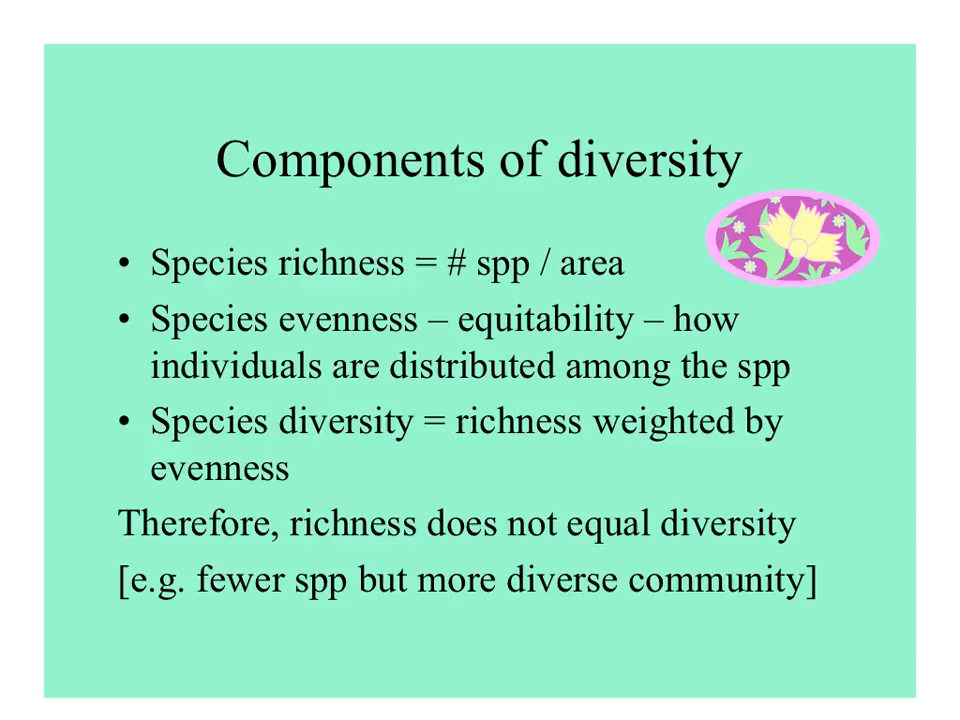 Components of diversity
• Species richness = # spp / area
• Species evenness – equitability – how
individuals are distributed among the spp
• Species diversity = richness weighted by
evenness
Therefore, richness does not equal diversity
[e.g. fewer spp but more diverse community]